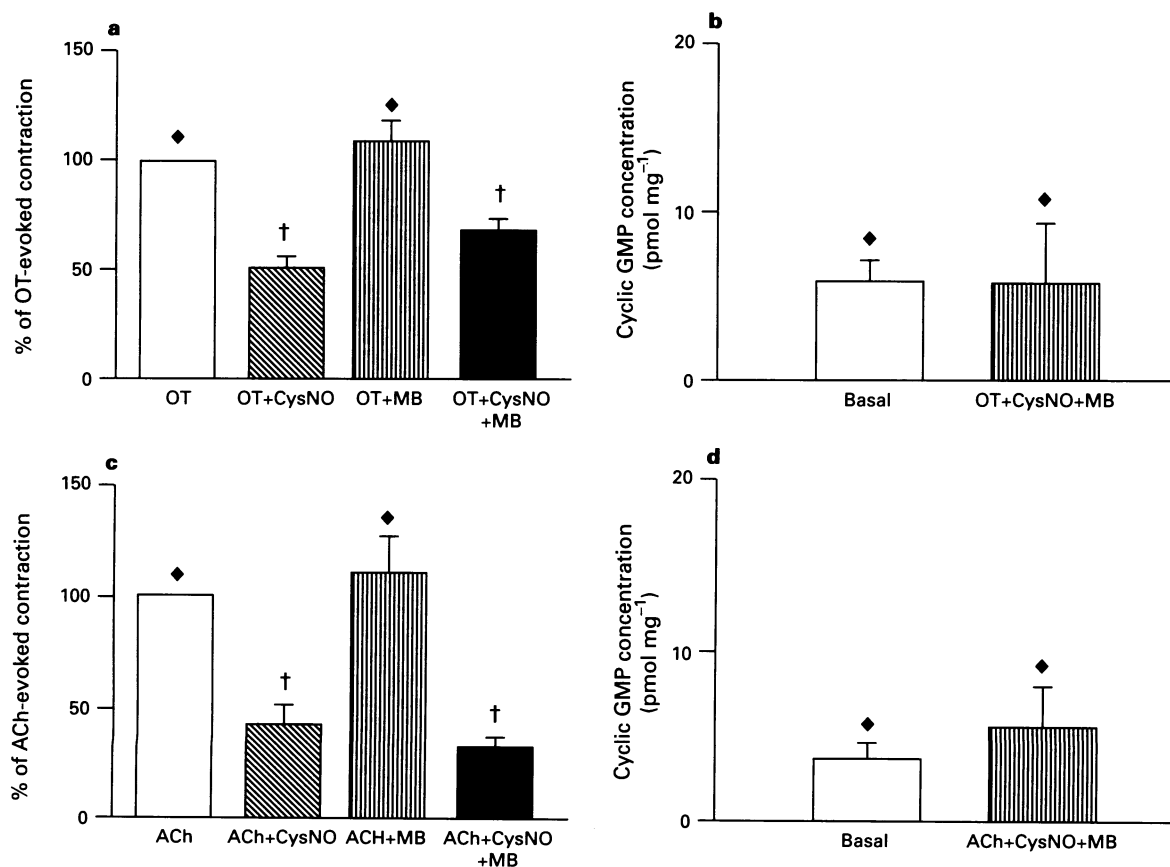 a
% of OT-evoked contraction
150
100
50
0
◆
†
◆
†
OT
OT+CysNO
OT+MB
OT+CysNO
+MB
b
Cyclic GMP concentration
(pmol mg⁻¹)
20
10
0
◆
◆
Basal
OT+CysNO+MB
c
% of ACh-evoked contraction
150
100
50
0
◆
†
◆
†
ACh
ACh+CysNO
ACH+MB
ACh+CysNO
+MB
d
Cyclic GMP concentration
(pmol mg⁻¹)
20
10
0
◆
◆
Basal
ACh+CysNO+MB